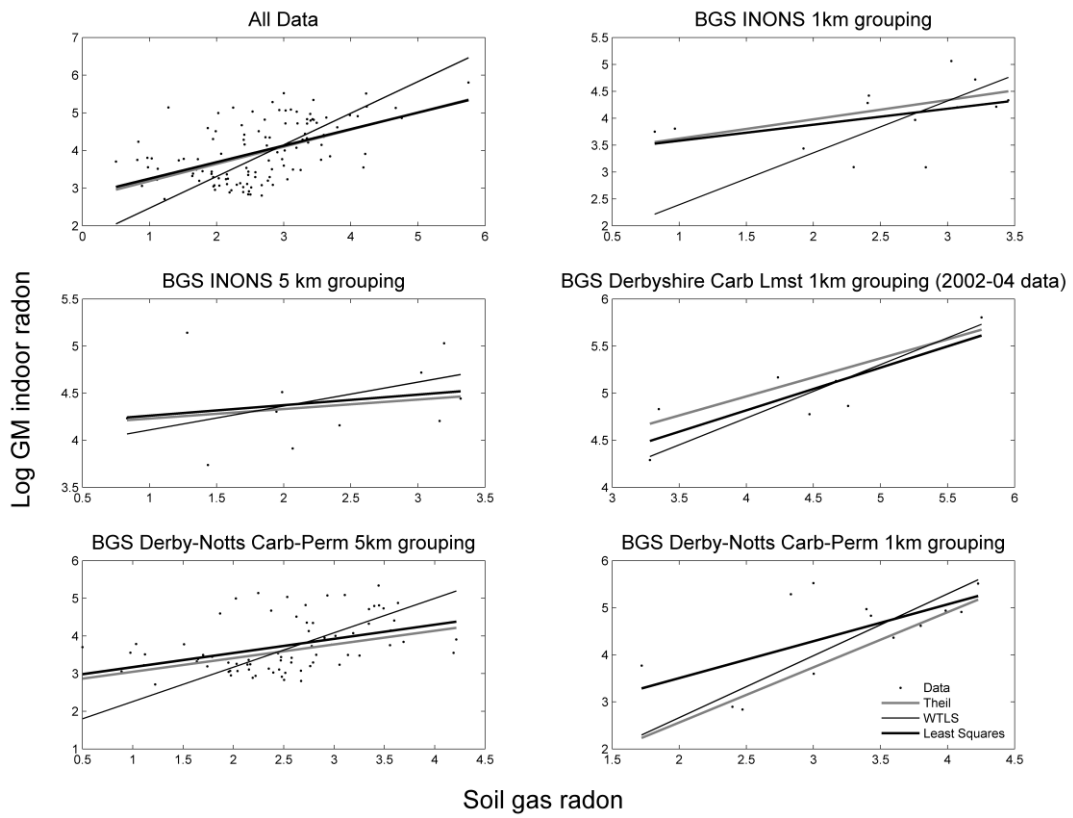 All Data
7
6
5
4
3
2
0 1 2 3 4 5 6
BGS INONS 1km grouping
5.5
5
4.5
4
3.5
3
2.5
2
0.5 1 1.5 2 2.5 3 3.5
Log GM indoor radon
BGS INONS 5 km grouping
5.5
5
4.5
4
3.5
0.5 1 1.5 2 2.5 3 3.5
BGS Derbyshire Carb Lmst 1km grouping (2002-04 data)
6
5.5
5
4.5
4
3 3.5 4 4.5 5 5.5 6
BGS Derby-Notts Carb-Perm 5km grouping
6
5
4
3
2
1
0.5 1 1.5 2 2.5 3 3.5 4 4.5
BGS Derby-Notts Carb-Perm 1km grouping
6
5
4
3
2
1.5 2 2.5 3 3.5 4 4.5
Data
Theil
WTLS
Least Squares
Soil gas radon